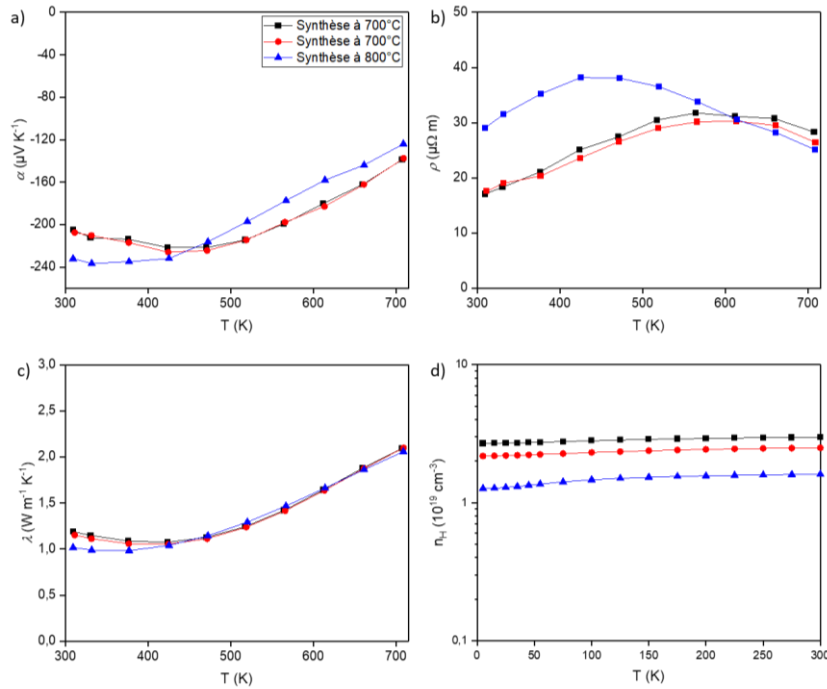 a)
Synthèse à 700°C
Synthèse à 700°C
Synthèse à 800°C
0
-40
-80
-120
-160
-200
-240
α (μV K⁻¹)
300 400 500 600 700
T (K)
b)
50
40
30
20
10
0
ρ (μΩ m)
300 400 500 600 700
T (K)
c)
3,0
2,5
2,0
1,5
1,0
0,5
0,0
λ (W m⁻¹ K⁻¹)
300 400 500 600 700
T (K)
d)
10
1
0,1
n_H (10¹⁹ cm⁻³)
0 50 100 150 200 250 300
T (K)